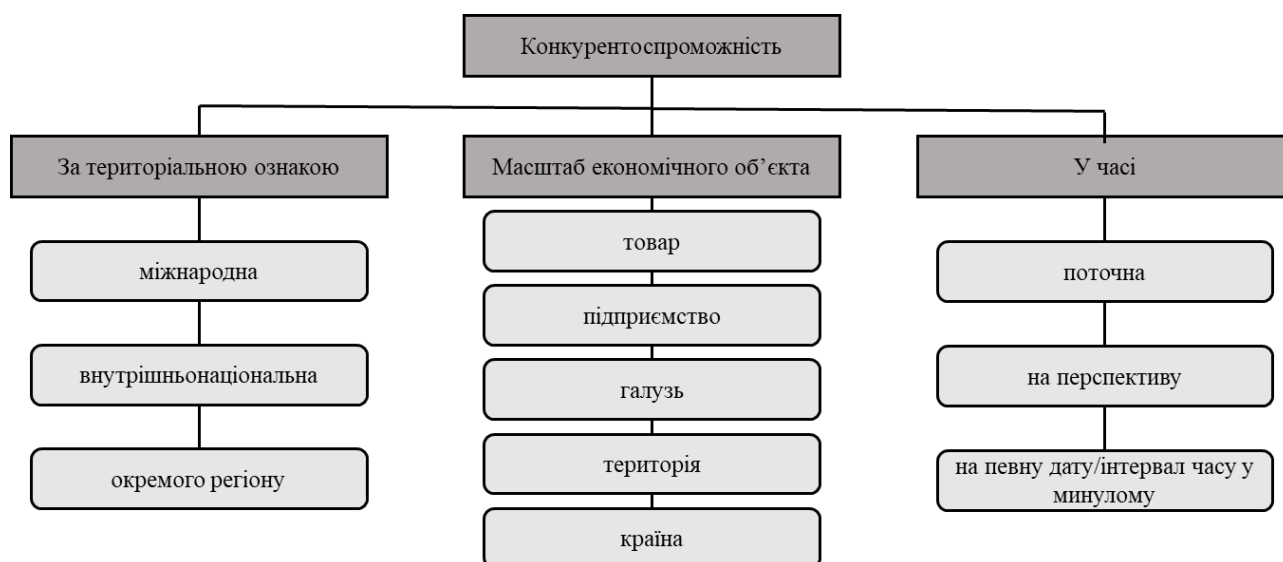 Конкурентоспроможність
За територіальною ознакою
міжнародна
внутрішньонаціональна
окремого регіону
Масштаб економічного об’єкта
товар
підприємство
галузь
територія
країна
У часі
поточна
на перспективу
на певну дату/інтервал часу у
минулому